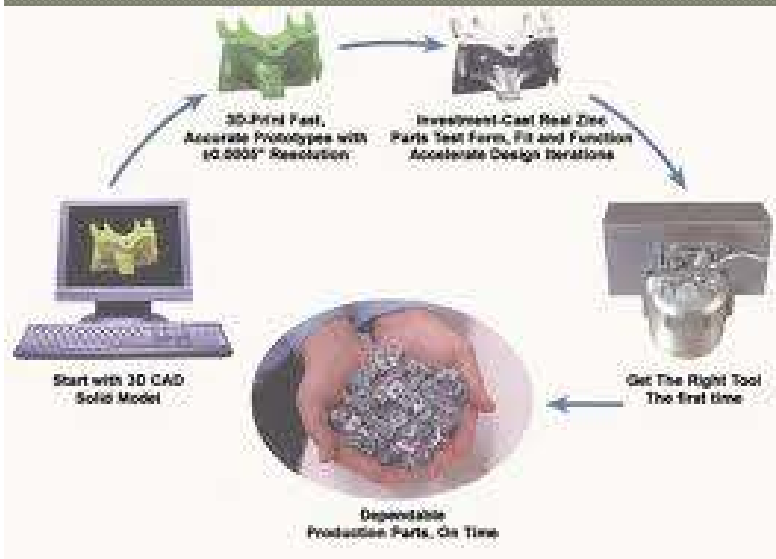 Start with 3D CAD
Solid Model
3D-Print Fast,
Accurate Prototypes with
±0.0005" Resolution
Investment-Cast Real Zinc
Parts Test Form, Fit and Function
Accelerate Design Iterations
Get The Right Tool
The first time
Dependable
Production Parts, On Time